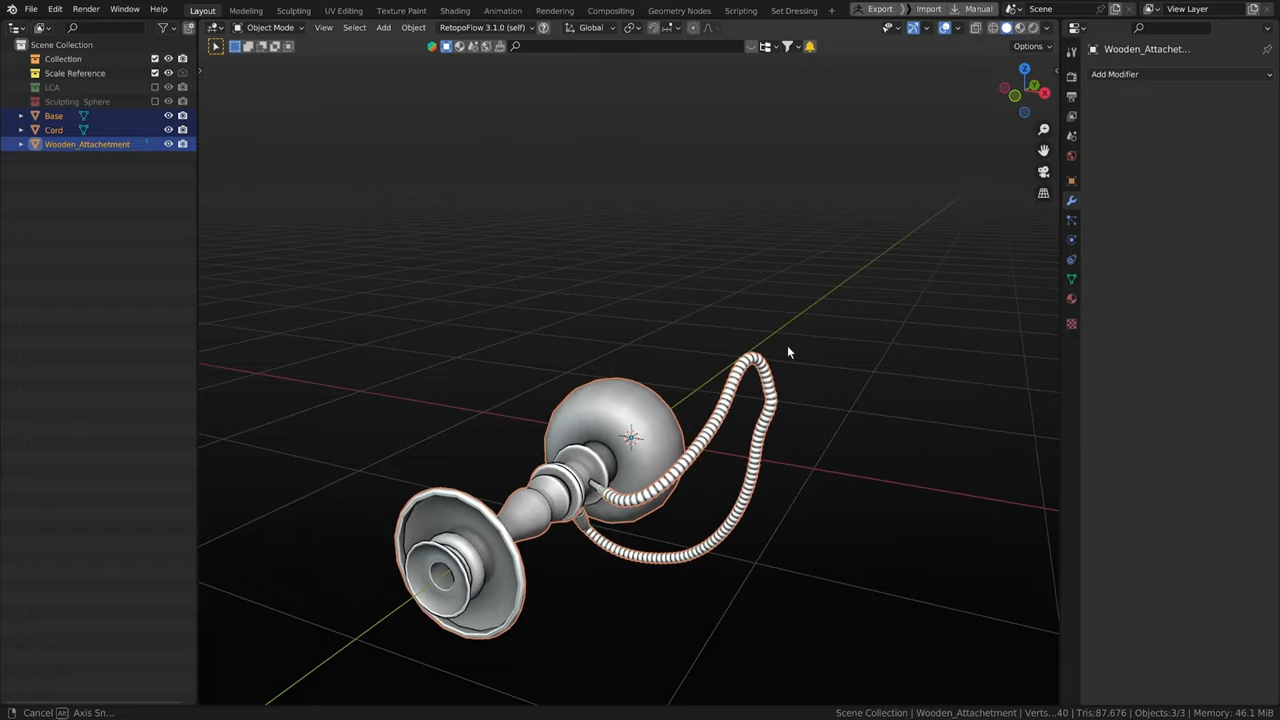 File Edit Render Window Help Layout Modeling Sculpting UV Editing Texture Paint Shading Animation Rendering Compositing Geometry Nodes Scripting Set Dressing + Export Import Manual Scene View Layer
Object Mode View Select Add Object RetopoFlow 3.1.0 (self) Global
Options
Scene Collection
Collection
Scale Reference
LCA
Sculpting_Sphere
Base
Cord
Wooden_Attachetment
Wooden_Attachet...
Add Modifier
Z
Y
X
Cancel Alt Axis Sn...
Scene Collection | Wooden_Attachetment | Verts...40 | Tris:87,676 | Objects:3/3 | Memory: 46.1 MiB